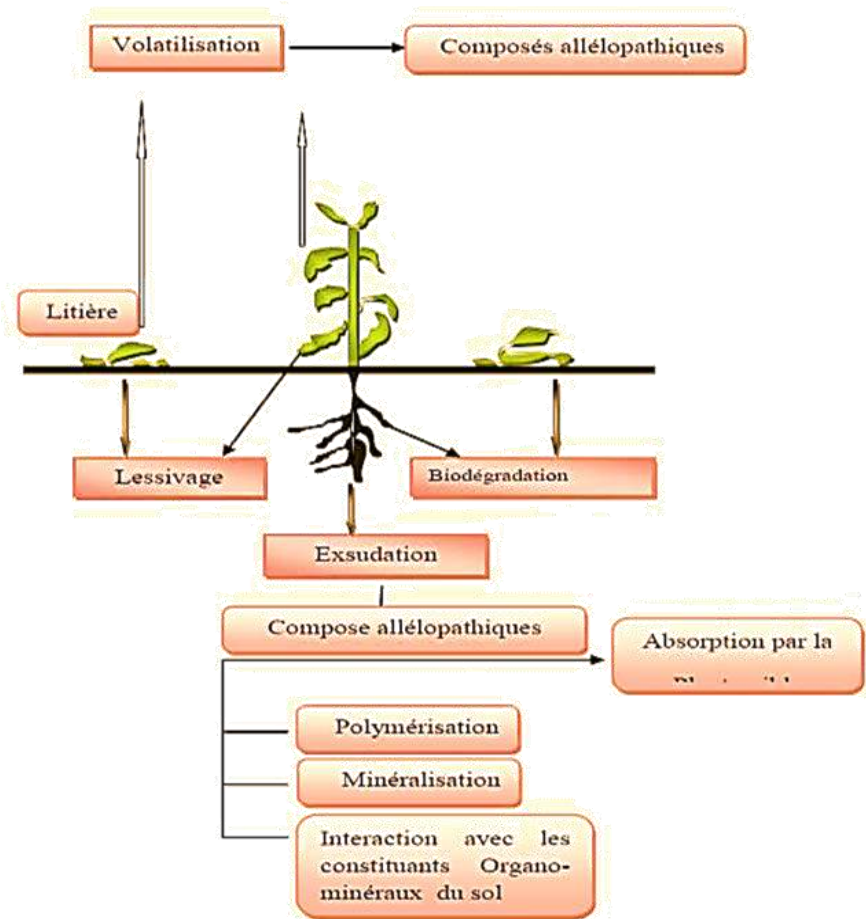 Volatilisation
Composés allélopathiques
Litière
Lessivage
Biodégradation
Exsudation
Compose allélopathiques
Absorption par la
Polymérisation
Minéralisation
Interaction avec les
constituants Organo-
minéraux du sol